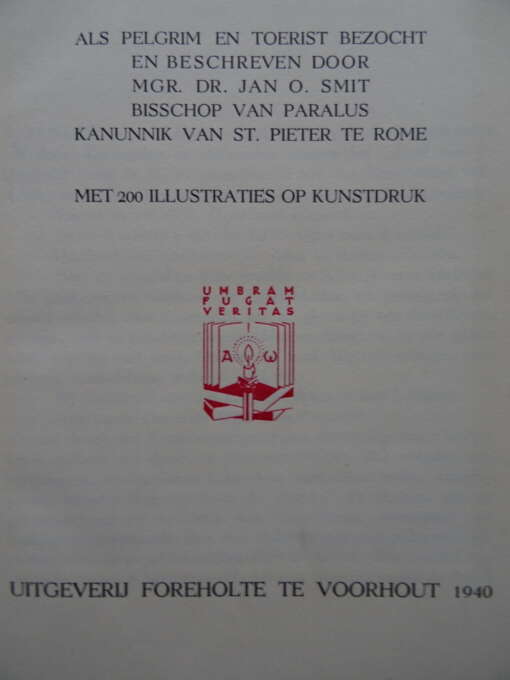 ALS PELGRIM EN TOERIST BEZOCHT
EN BESCHREVEN DOOR
MGR. DR. JAN O. SMIT
BISSCHOP VAN PARALUS
KANUNNIK VAN ST. PIETER TE ROME
MET 200 ILLUSTRATIES OP KUNSTDRUK
UMBRAM
FUGAT
VERITAS
A ω
UITGEVERIJ FOREHOLTE TE VOORHOUT 1940